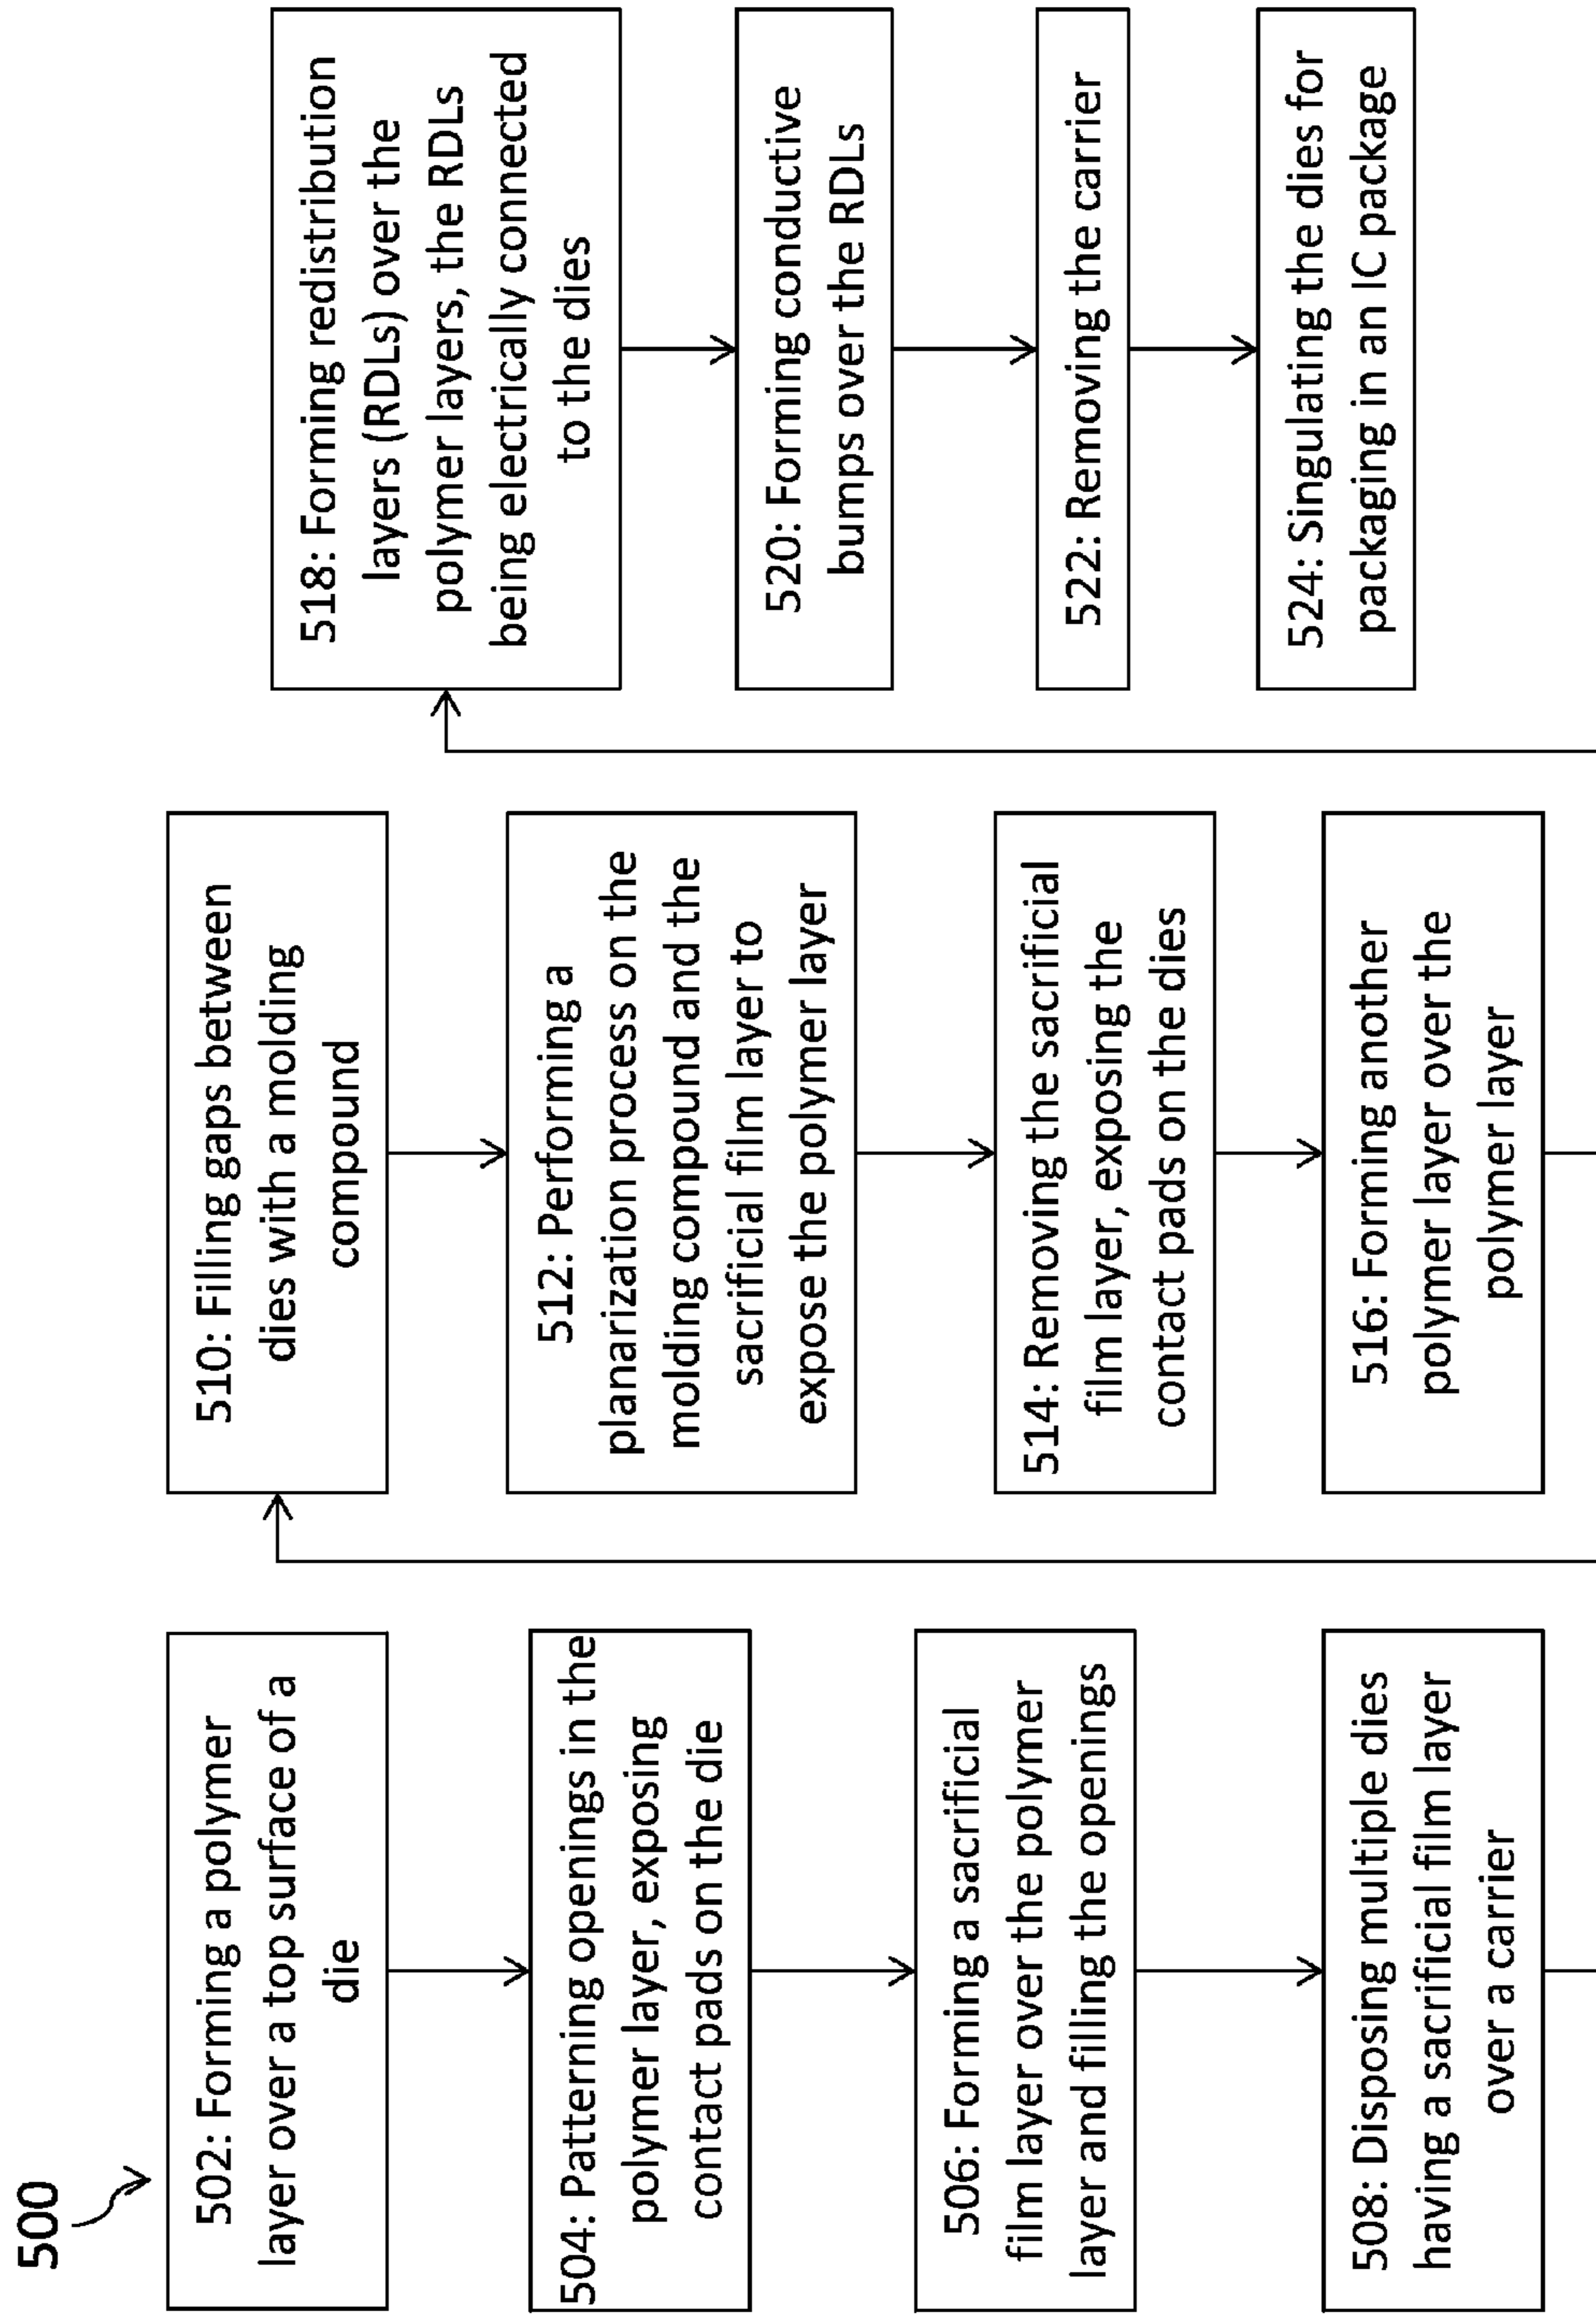 500
502: Forming a polymer
layer over a top surface of a
die
504: Patterning openings in the
polymer layer, exposing
contact pads on the die
506: Forming a sacrificial
film layer over the polymer
layer and filling the openings
508: Disposing multiple dies
having a sacrificial film layer
over a carrier
510: Filling gaps between
dies with a molding
compound
512: Performing a
planarization process on the
molding compound and the
sacrificial film layer to
expose the polymer layer
514: Removing the sacrificial
film layer, exposing the
contact pads on the dies
516: Forming another
polymer layer over the
polymer layer
518: Forming redistribution
layers (RDLs) over the
polymer layers, the RDLs
being electrically connected
to the dies
520: Forming conductive
bumps over the RDLs
522: Removing the carrier
524: Singulating the dies for
packaging in an IC package